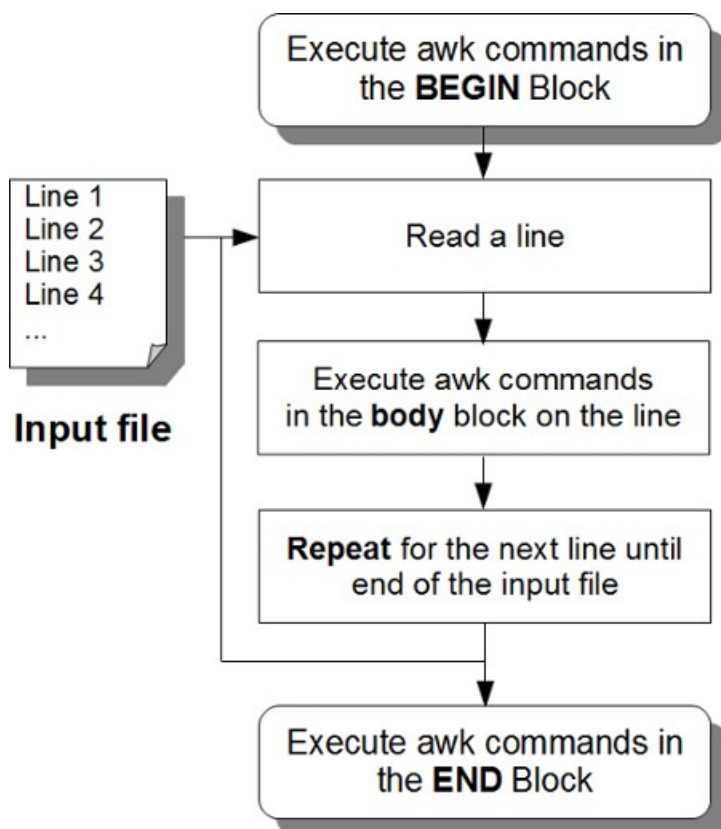 Execute awk commands in
the BEGIN Block
Line 1
Line 2
Line 3
Line 4
...
Input file
Read a line
Execute awk commands
in the body block on the line
Repeat for the next line until
end of the input file
Execute awk commands in
the END Block